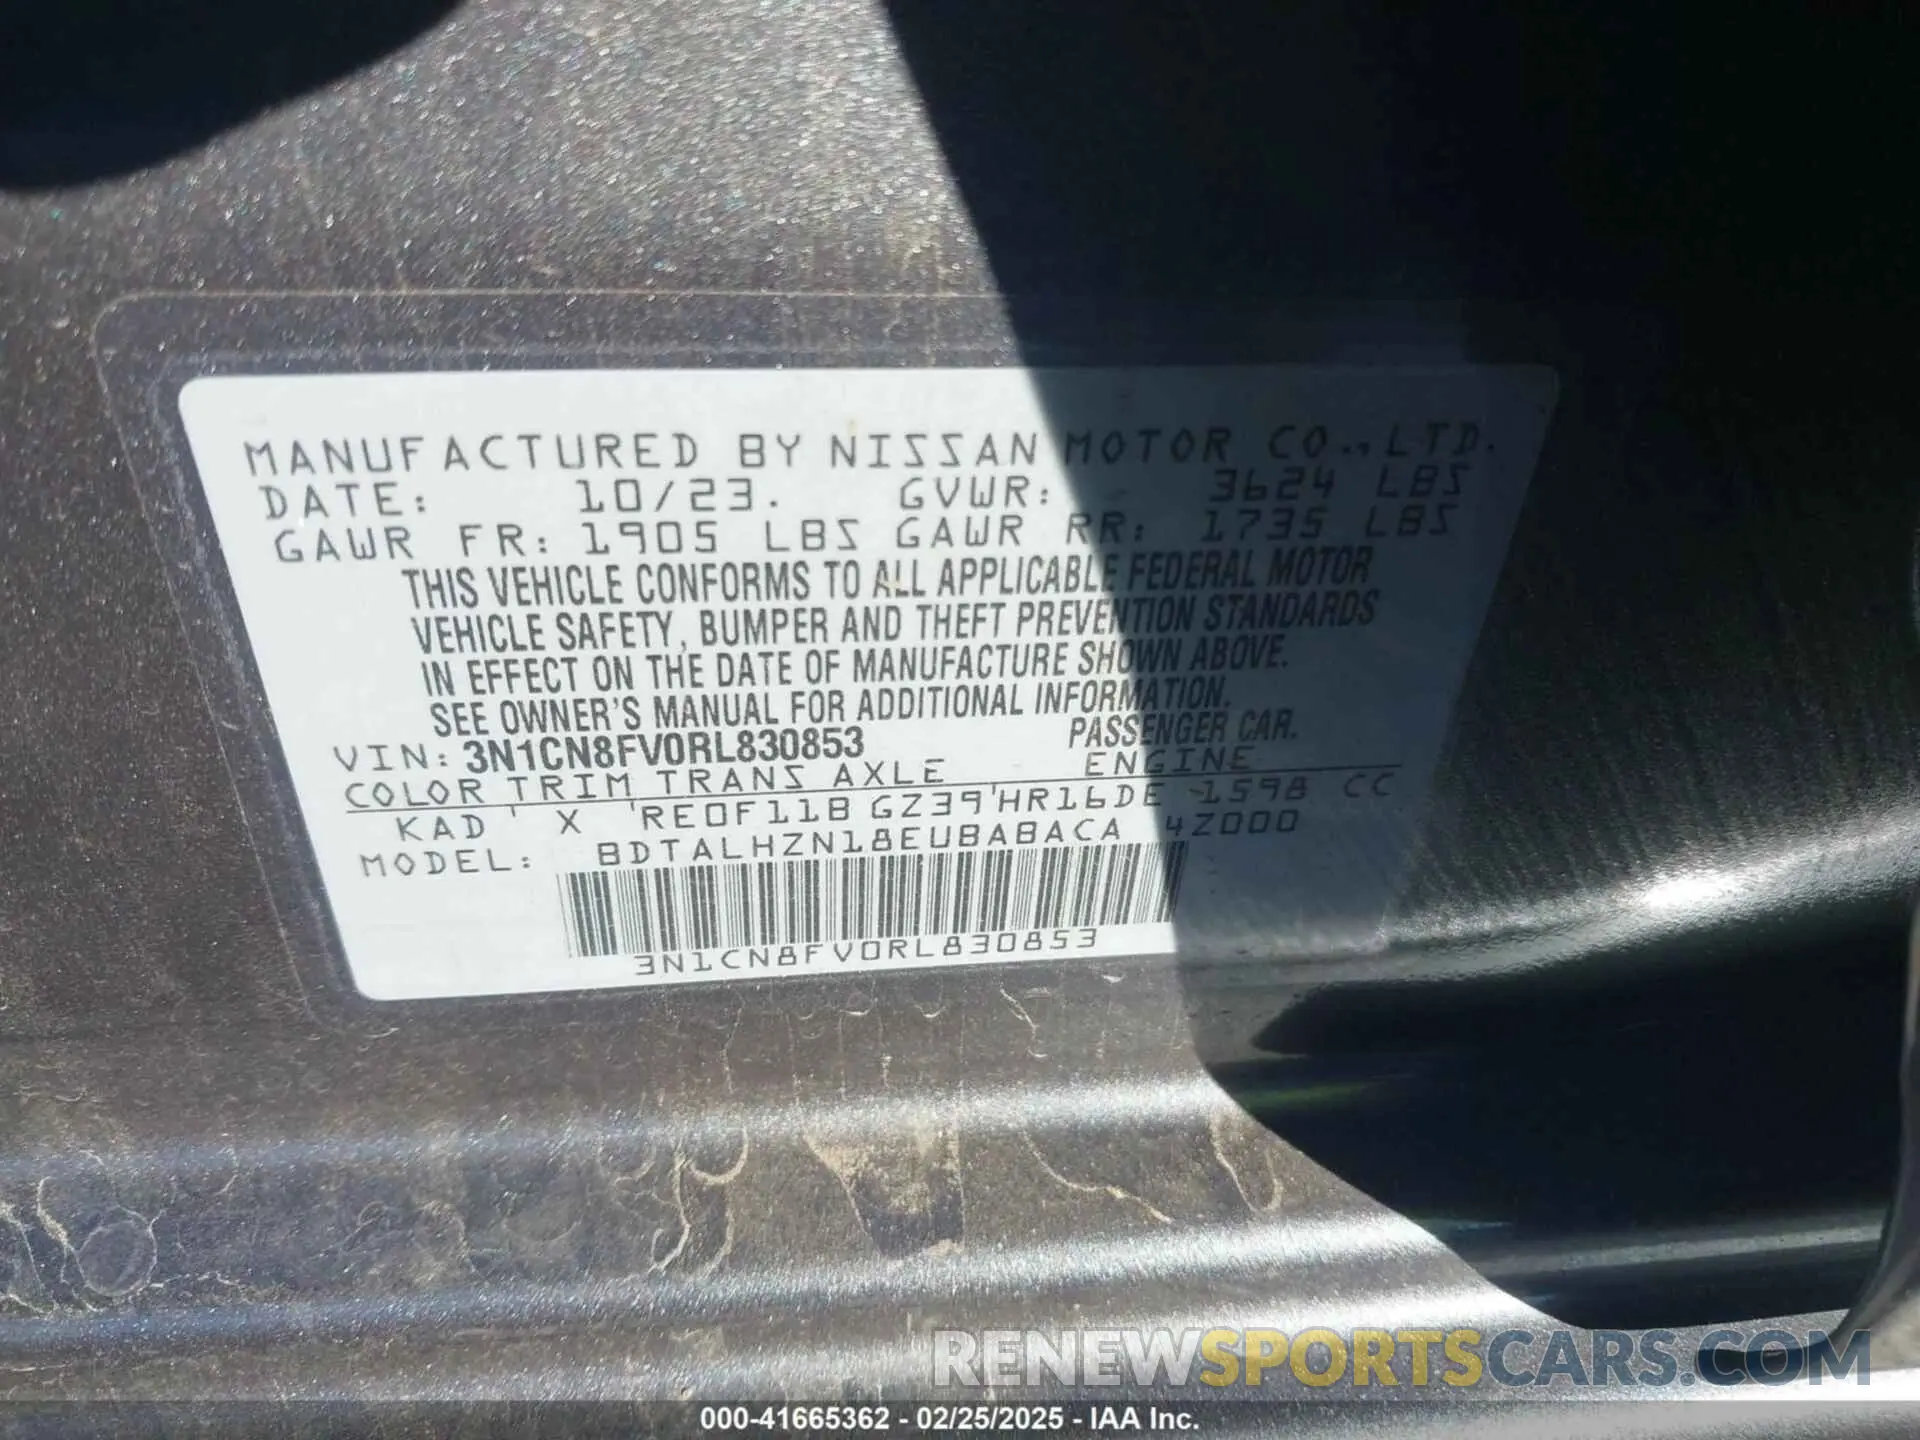 MANUFACTURED BY NISSAN MOTOR CO., LTD.
DATE: 10/23. GVWR: 3624 LBS
GAWR FR: 1905 LBS GAWR RR: 1735 LBS
THIS VEHICLE CONFORMS TO ALL APPLICABLE FEDERAL MOTOR
VEHICLE SAFETY, BUMPER AND THEFT PREVENTION STANDARDS
IN EFFECT ON THE DATE OF MANUFACTURE SHOWN ABOVE.
SEE OWNER'S MANUAL FOR ADDITIONAL INFORMATION.
VIN: 3N1CN8FV0RL830853 PASSENGER CAR.
COLOR TRIM TRANS AXLE ENGINE
KAD X RE0F11B GZ39 HR16DE 1598 CC
MODEL: BDTALHZN18EUBABACA 4Z000
3N1CN8FV0RL830853
RENEWSPORTSCARS.COM
000-41665362 - 02/25/2025 - IAA Inc.